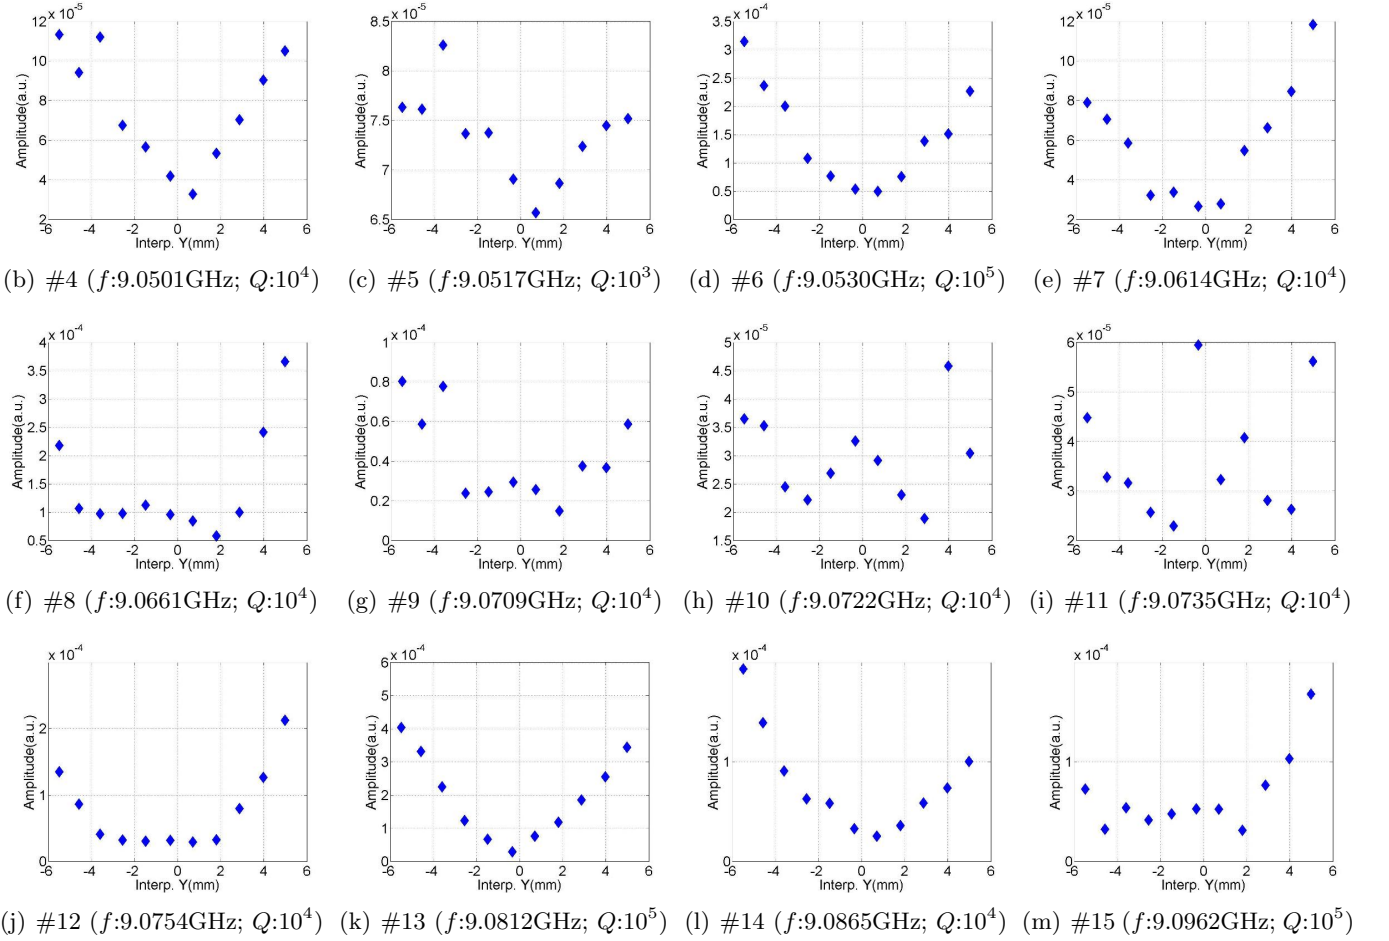 x 10-5
12
10
8
6
4
2
-6 -4 -2 0 2 4 6
Amplitude(a.u.)
Interp. Y(mm)
(b) #4 (f:9.0501GHz; Q:10^4)
x 10-5
8.5
8
7.5
7
6.5
-6 -4 -2 0 2 4 6
Amplitude(a.u.)
Interp. Y(mm)
(c) #5 (f:9.0517GHz; Q:10^3)
x 10-4
3.5
3
2.5
2
1.5
1
0.5
0
-6 -4 -2 0 2 4 6
Amplitude(a.u.)
Interp. Y(mm)
(d) #6 (f:9.0530GHz; Q:10^5)
x 10-5
12
10
8
6
4
2
-6 -4 -2 0 2 4 6
Amplitude(a.u.)
Interp. Y(mm)
(e) #7 (f:9.0614GHz; Q:10^4)
x 10-4
4
3.5
3
2.5
2
1.5
1
0.5
-6 -4 -2 0 2 4 6
Amplitude(a.u.)
Interp. Y(mm)
(f) #8 (f:9.0661GHz; Q:10^4)
x 10-4
1
0.8
0.6
0.4
0.2
0
-6 -4 -2 0 2 4 6
Amplitude(a.u.)
Interp. Y(mm)
(g) #9 (f:9.0709GHz; Q:10^4)
x 10-5
5
4.5
4
3.5
3
2.5
2
1.5
-6 -4 -2 0 2 4 6
Amplitude(a.u.)
Interp. Y(mm)
(h) #10 (f:9.0722GHz; Q:10^4)
x 10-5
6
5
4
3
2
-6 -4 -2 0 2 4 6
Amplitude(a.u.)
Interp. Y(mm)
(i) #11 (f:9.0735GHz; Q:10^4)
x 10-4
2
1
0
-6 -4 -2 0 2 4 6
Amplitude(a.u.)
Interp. Y(mm)
(j) #12 (f:9.0754GHz; Q:10^4)
x 10-4
6
5
4
3
2
1
0
-6 -4 -2 0 2 4 6
Amplitude(a.u.)
Interp. Y(mm)
(k) #13 (f:9.0812GHz; Q:10^5)
x 10-4
1
0
-6 -4 -2 0 2 4 6
Amplitude(a.u.)
Interp. Y(mm)
(l) #14 (f:9.0865GHz; Q:10^4)
x 10-4
1
0
-6 -4 -2 0 2 4 6
Amplitude(a.u.)
Interp. Y(mm)
(m) #15 (f:9.0962GHz; Q:10^5)